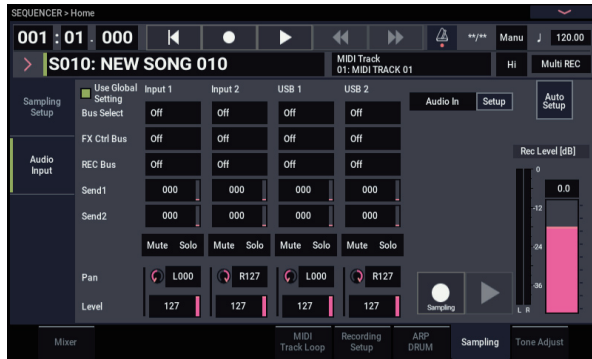 SEQUENCER > Home
001 : 01 . 000 **/** Manu ♩ 120.00
> S010: NEW SONG 010 MIDI Track 01: MIDI TRACK 01 Hi Multi REC
Sampling Setup
Audio Input
Use Global Setting Input 1 Input 2 USB 1 USB 2
Bus Select Off Off Off Off
FX Ctrl Bus Off Off Off Off
REC Bus Off Off Off Off
Send1 000 000 000 000
Send2 000 000 000 000
Mute Solo Mute Solo Mute Solo Mute Solo
Pan L000 R127 L000 R127
Level 127 127 127 127
Audio In Setup
Auto Setup
Rec Level [dB]
0
0.0
-12
-24
-36
L R
Sampling
Mixer MIDI Track Loop Recording Setup ARP DRUM Sampling Tone Adjust